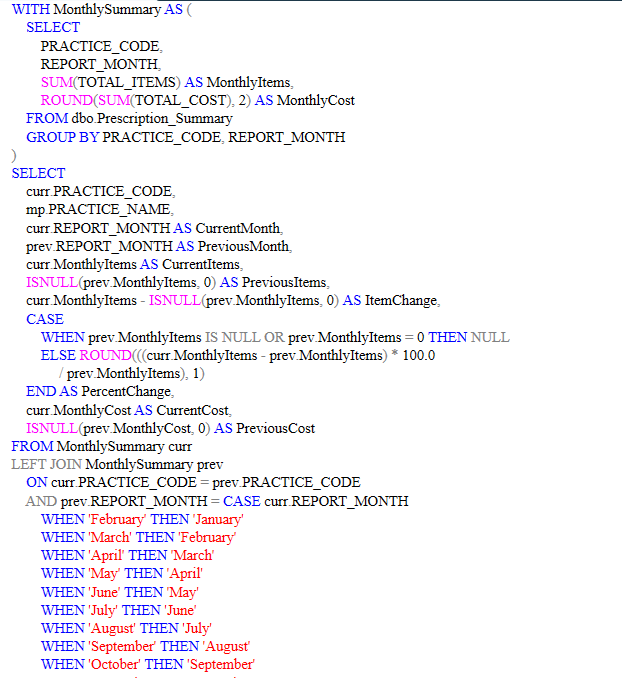 WITH MonthlySummary AS (
SELECT
PRACTICE_CODE,
REPORT_MONTH,
SUM(TOTAL_ITEMS) AS MonthlyItems,
ROUND(SUM(TOTAL_COST), 2) AS MonthlyCost
FROM dbo.Prescription_Summary
GROUP BY PRACTICE_CODE, REPORT_MONTH
)
SELECT
curr.PRACTICE_CODE,
mp.PRACTICE_NAME,
curr.REPORT_MONTH AS CurrentMonth,
prev.REPORT_MONTH AS PreviousMonth,
curr.MonthlyItems AS CurrentItems,
ISNULL(prev.MonthlyItems, 0) AS PreviousItems,
curr.MonthlyItems - ISNULL(prev.MonthlyItems, 0) AS ItemChange,
CASE
WHEN prev.MonthlyItems IS NULL OR prev.MonthlyItems = 0 THEN NULL
ELSE ROUND(((curr.MonthlyItems - prev.MonthlyItems) * 100.0
/ prev.MonthlyItems), 1)
END AS PercentChange,
curr.MonthlyCost AS CurrentCost,
ISNULL(prev.MonthlyCost, 0) AS PreviousCost
FROM MonthlySummary curr
LEFT JOIN MonthlySummary prev
ON curr.PRACTICE_CODE = prev.PRACTICE_CODE
AND prev.REPORT_MONTH = CASE curr.REPORT_MONTH
WHEN 'February' THEN 'January'
WHEN 'March' THEN 'February'
WHEN 'April' THEN 'March'
WHEN 'May' THEN 'April'
WHEN 'June' THEN 'May'
WHEN 'July' THEN 'June'
WHEN 'August' THEN 'July'
WHEN 'September' THEN 'August'
WHEN 'October' THEN 'September'